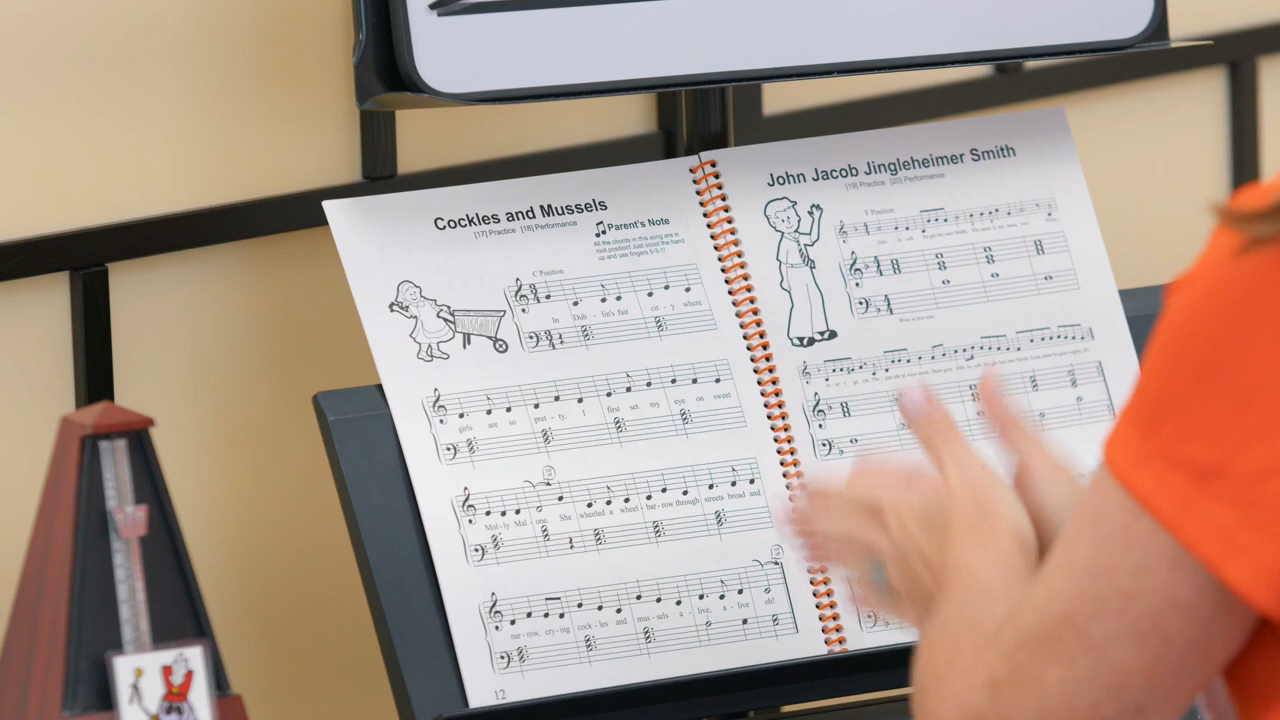 Cockles and Mussels
[17] Practice [18] Performance
Parent's Note
All the chords in this song are in
root position! Just scoot the hand
up and use fingers 5-3-1!
C Position
In Dub - lin's fair cit - y where
girls are so pret - ty, I first set my eye on sweet
Mol - ly Mal - one. She wheeled a wheel - bar - row through streets broad and
nar - row, cry - ing cock - les and mus - sels a - live, a - live oh!
12
John Jacob Jingleheimer Smith
[19] Practice [20] Performance
F Position